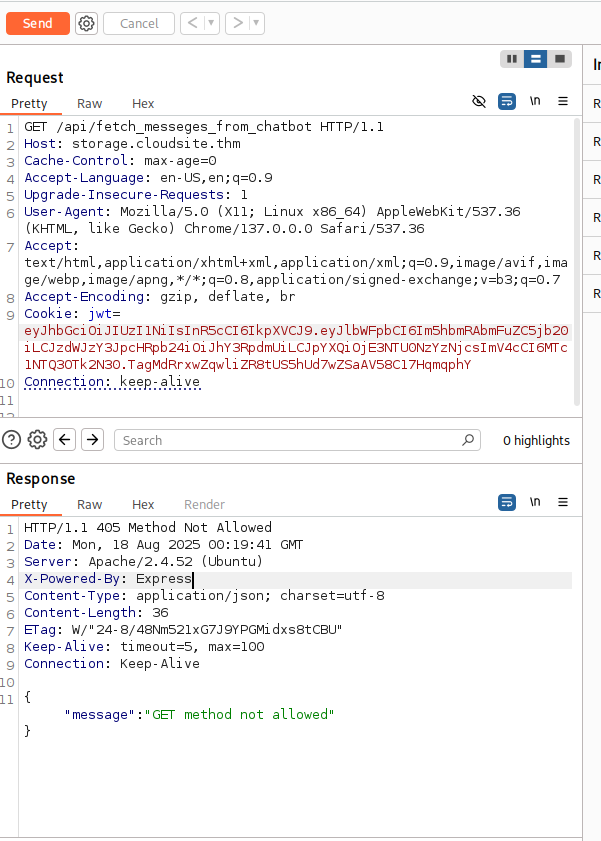 Send Cancel < | ▾ > | ▾
Request In
Pretty Raw Hex \n
1 GET /api/fetch_messeges_from_chatbot HTTP/1.1
2 Host: storage.cloudsite.thm
3 Cache-Control: max-age=0
4 Accept-Language: en-US,en;q=0.9
5 Upgrade-Insecure-Requests: 1
6 User-Agent: Mozilla/5.0 (X11; Linux x86_64) AppleWebKit/537.36
(KHTML, like Gecko) Chrome/137.0.0.0 Safari/537.36
7 Accept:
text/html,application/xhtml+xml,application/xml;q=0.9,image/avif,ima
ge/webp,image/apng,*/*;q=0.8,application/signed-exchange;v=b3;q=0.7
8 Accept-Encoding: gzip, deflate, br
9 Cookie: jwt=
eyJhbGciOiJIUzI1NiIsInR5cCI6IkpXVCJ9.eyJlbWFpbCI6Im5hbmRAbmFuZC5jb20
iLCJzdWJzY3JpcHRpb24iOiJhY3RpdmUiLCJpYXQiOjE3NTU0NzYzNjcsImV4cCI6MTc
1NTQ3OTk2N30.TagMdRrxwZqwliZR8tUS5hUd7wZSaAV58C17HqmqphY
10 Connection: keep-alive
11
12
Search 0 highlights
Response
Pretty Raw Hex Render \n
1 HTTP/1.1 405 Method Not Allowed
2 Date: Mon, 18 Aug 2025 00:19:41 GMT
3 Server: Apache/2.4.52 (Ubuntu)
4 X-Powered-By: Express
5 Content-Type: application/json; charset=utf-8
6 Content-Length: 36
7 ETag: W/"24-8/48Nm52lxG7J9YPGMidxs8tCBU"
8 Keep-Alive: timeout=5, max=100
9 Connection: Keep-Alive
10
11 {
"message":"GET method not allowed"
}
R
R
R
R
R
R